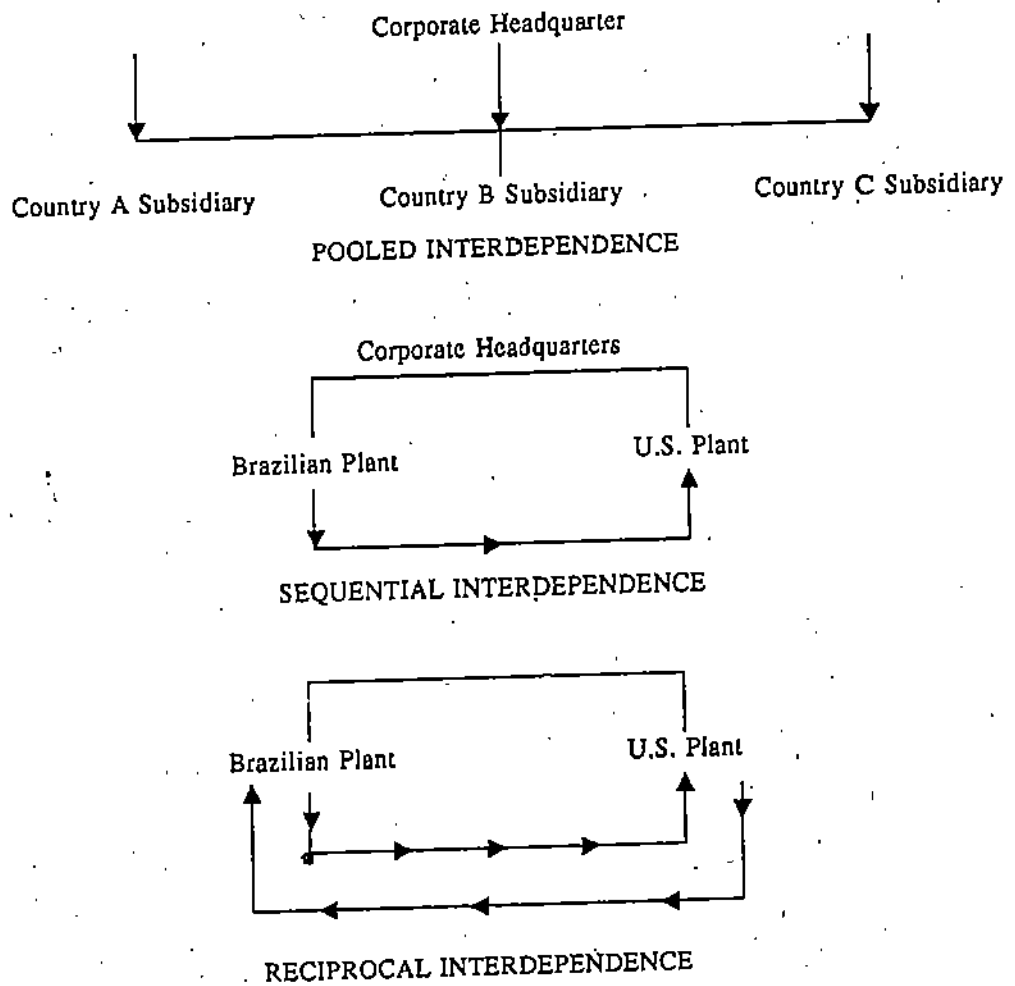 Corporate Headquarter
Country A Subsidiary
Country B Subsidiary
Country C Subsidiary
POOLED INTERDEPENDENCE
Corporate Headquarters
Brazilian Plant
U.S. Plant
SEQUENTIAL INTERDEPENDENCE
Brazilian Plant
U.S. Plant
RECIPROCAL INTERDEPENDENCE